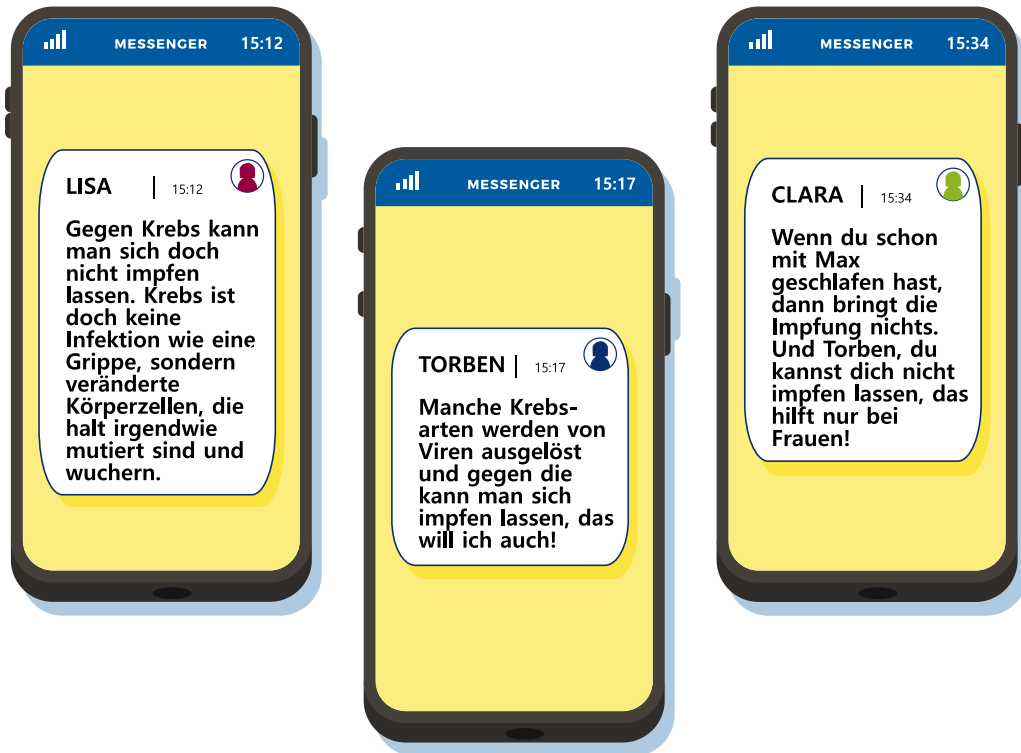 MESSENGER 15:12
LISA | 15:12
Gegen Krebs kann
man sich doch
nicht impfen
lassen. Krebs ist
doch keine
Infektion wie eine
Grippe, sondern
veränderte
Körperzellen, die
halt irgendwie
mutiert sind und
wuchern.
MESSENGER 15:17
TORBEN | 15:17
Manche Krebs-
arten werden von
Viren ausgelöst
und gegen die
kann man sich
impfen lassen, das
will ich auch!
MESSENGER 15:34
CLARA | 15:34
Wenn du schon
mit Max
geschlafen hast,
dann bringt die
Impfung nichts.
Und Torben, du
kannst dich nicht
impfen lassen, das
hilft nur bei
Frauen!